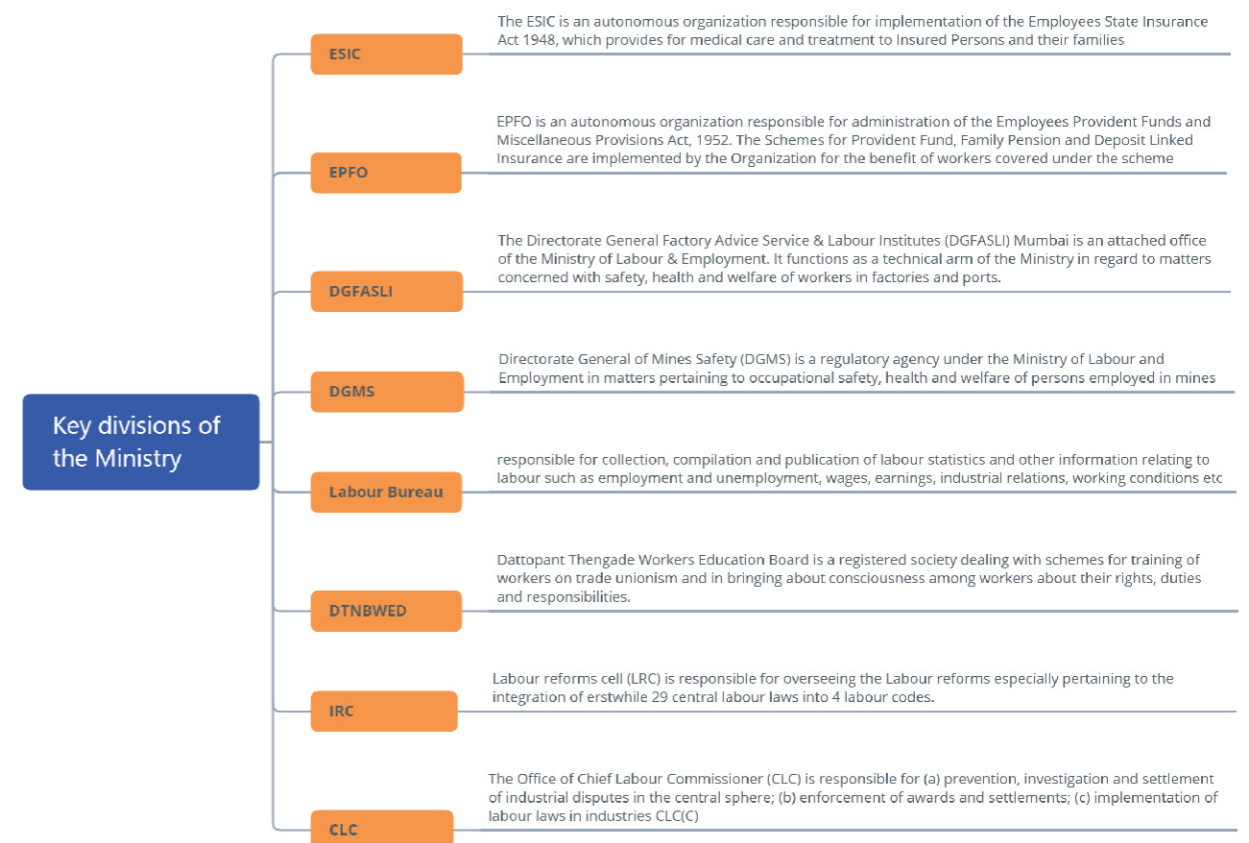 The ESIC is an autonomous organization responsible for implementation of the Employees State Insurance
Act 1948, which provides for medical care and treatment to Insured Persons and their families
ESIC
EPFO is an autonomous organization responsible for administration of the Employees Provident Funds and
Miscellaneous Provisions Act, 1952. The Schemes for Provident Fund, Family Pension and Deposit Linked
Insurance are implemented by the Organization for the benefit of workers covered under the scheme
EPFO
The Directorate General Factory Advice Service & Labour Institutes (DGFASLI) Mumbai is an attached office
of the Ministry of Labour & Employment. It functions as a technical arm of the Ministry in regard to matters
concerned with safety, health and welfare of workers in factories and ports.
DGFASLI
Directorate General of Mines Safety (DGMS) is a regulatory agency under the Ministry of Labour and
Employment in matters pertaining to occupational safety, health and welfare of persons employed in mines
DGMS
Key divisions of
the Ministry
responsible for collection, compilation and publication of labour statistics and other information relating to
labour such as employment and unemployment, wages, earnings, industrial relations, working conditions etc
Labour Bureau
Dattopant Thengade Workers Education Board is a registered society dealing with schemes for training of
workers on trade unionism and in bringing about consciousness among workers about their rights, duties
and responsibilities.
DTNBWED
Labour reforms cell (LRC) is responsible for overseeing the Labour reforms especially pertaining to the
integration of erstwhile 29 central labour laws into 4 labour codes.
IRC
The Office of Chief Labour Commissioner (CLC) is responsible for (a) prevention, investigation and settlement
of industrial disputes in the central sphere; (b) enforcement of awards and settlements; (c) implementation of
labour laws in industries CLC(C)
CLC